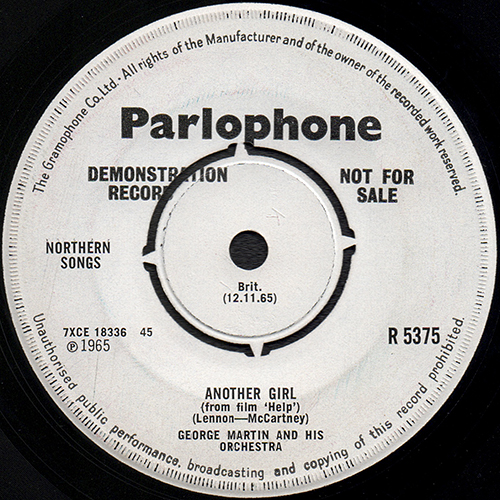 The Gramophone Co. Ltd · All rights of the Manufacturer and of the owner of the recorded work reserved.
Parlophone
DEMONSTRATION RECORD
NOT FOR SALE
NORTHERN SONGS
Brit.
(12.11.65)
7XCE 18336 45
Ⓟ 1965
R 5375
ANOTHER GIRL
(from film 'Help')
(Lennon—McCartney)
GEORGE MARTIN AND HIS
ORCHESTRA
Unauthorised public performance, broadcasting and copying of this record prohibited.